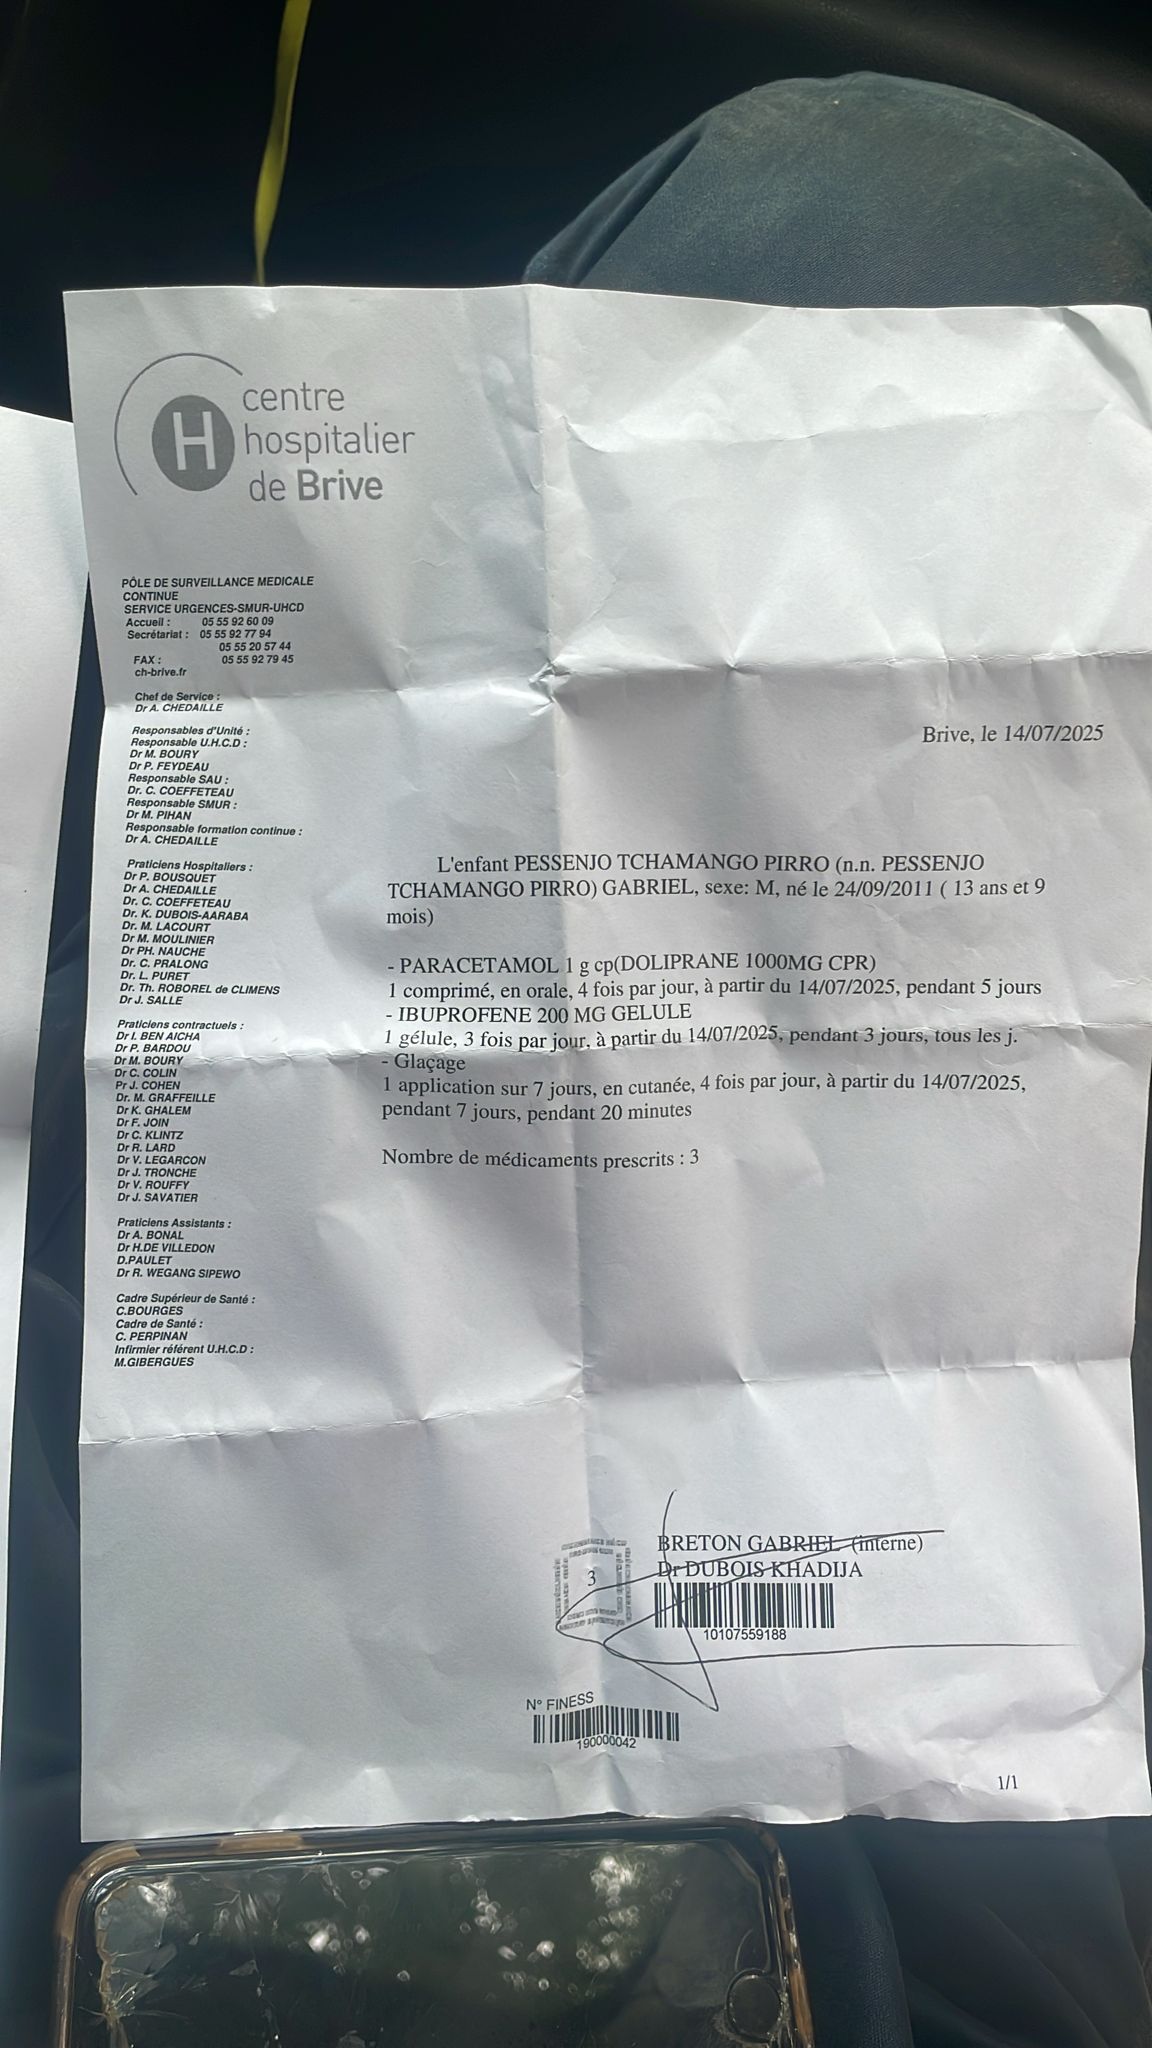 centre
hospitalier
de Brive
H
PÔLE DE SURVEILLANCE MEDICALE
CONTINUE
SERVICE URGENCES-SMUR-UHCD
Accueil : 05 55 92 60 09
Secrétariat : 05 55 92 77 94
05 55 20 57 44
FAX : 05 55 92 79 45
ch-brive.fr
Chef de Service :
Dr A. CHEDAILLE
Responsables d'Unité :
Responsable U.H.C.D :
Dr M. BOURY
Dr P. FEYDEAU
Responsable SAU :
Dr. C. COEFFETEAU
Responsable SMUR :
Dr M. PIHAN
Responsable formation continue :
Dr A. CHEDAILLE
Praticiens Hospitaliers :
Dr P. BOUSQUET
Dr A. CHEDAILLE
Dr. C. COEFFETEAU
Dr. K. DUBOIS-AARABA
Dr. M. LACOURT
Dr M. MOULINIER
Dr PH. NAUCHE
Dr. C. PRALONG
Dr. L. PURET
Dr. Th. ROBOREL de CLIMENS
Dr J. SALLE
Praticiens contractuels :
Dr I. BEN AICHA
Dr P. BARDOU
Dr M. BOURY
Dr C. COLIN
Pr J. COHEN
Dr. M. GRAFFEILLE
Dr K. GHALEM
Dr F. JOIN
Dr C. KLINTZ
Dr R. LARD
Dr V. LEGARCON
Dr J. TRONCHE
Dr V. ROUFFY
Dr J. SAVATIER
Praticiens Assistants :
Dr A. BONAL
Dr H.DE VILLEDON
D.PAULET
Dr R. WEGANG SIPEWO
Cadre Supérieur de Santé :
C.BOURGES
Cadre de Santé :
C. PERPINAN
Infirmier référent U.H.C.D :
M.GIBERGUES
Brive, le 14/07/2025
L'enfant PESSENJO TCHAMANGO PIRRO (n.n. PESSENJO
TCHAMANGO PIRRO) GABRIEL, sexe: M, né le 24/09/2011 ( 13 ans et 9
mois)
- PARACETAMOL 1 g cp(DOLIPRANE 1000MG CPR)
1 comprimé, en orale, 4 fois par jour, à partir du 14/07/2025, pendant 5 jours
- IBUPROFENE 200 MG GELULE
1 gélule, 3 fois par jour, à partir du 14/07/2025, pendant 3 jours, tous les j.
- Glaçage
1 application sur 7 jours, en cutanée, 4 fois par jour, à partir du 14/07/2025,
pendant 7 jours, pendant 20 minutes
Nombre de médicaments prescrits : 3
3
BRETON GABRIEL (interne)
Dr DUBOIS KHADIJA
10107559188
N° FINESS
190000042
1/1